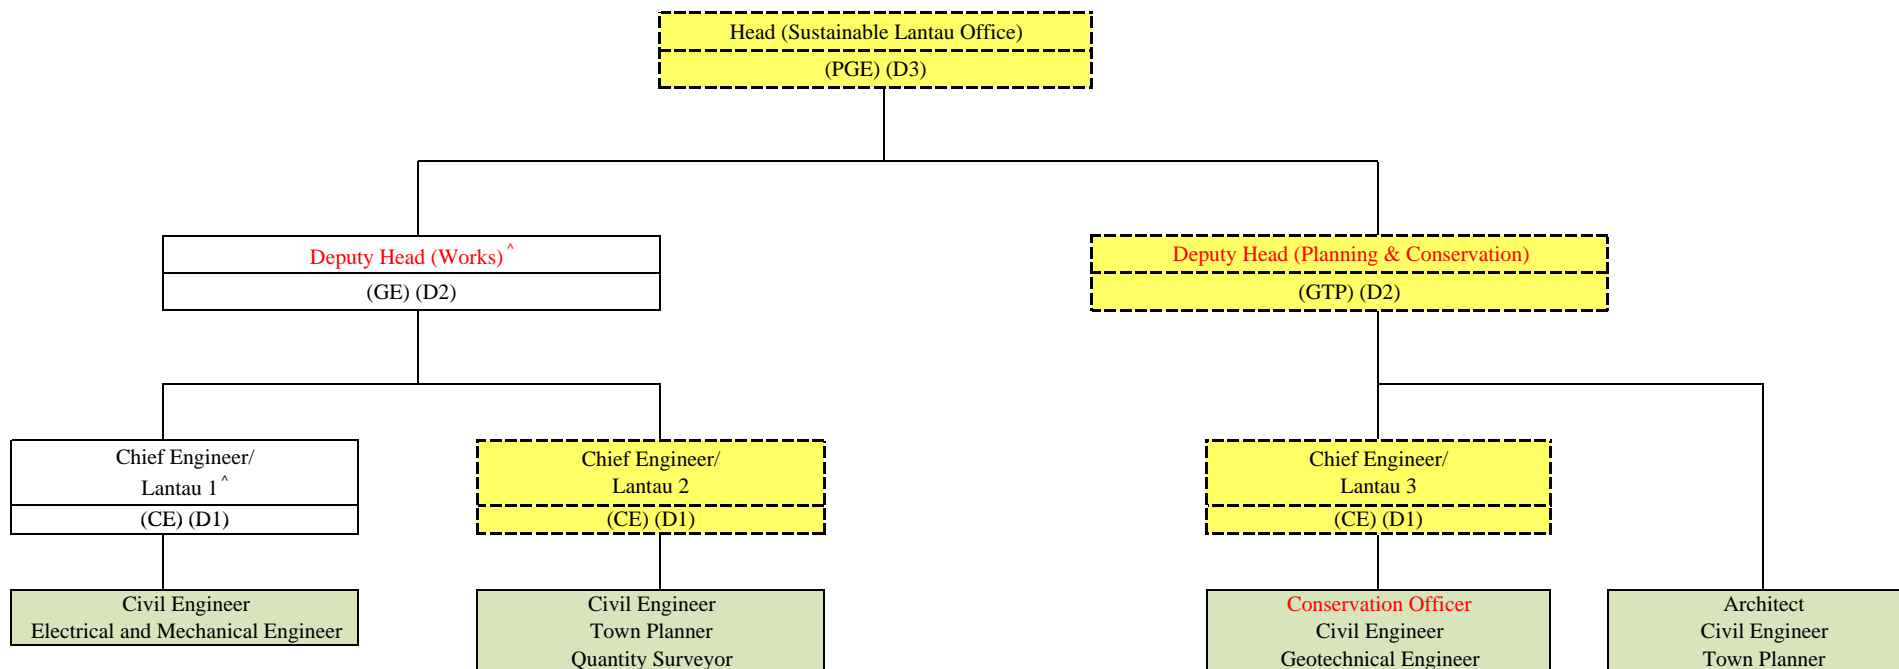 Head (Sustainable Lantau Office)
(PGE) (D3)
Deputy Head (Works) ^
(GE) (D2)
Deputy Head (Planning & Conservation)
(GTP) (D2)
Chief Engineer/
Lantau 1 ^
(CE) (D1)
Chief Engineer/
Lantau 2
(CE) (D1)
Chief Engineer/
Lantau 3
(CE) (D1)
Civil Engineer
Electrical and Mechanical Engineer
Civil Engineer
Town Planner
Quantity Surveyor
Conservation Officer
Civil Engineer
Geotechnical Engineer
Architect
Civil Engineer
Town Planner